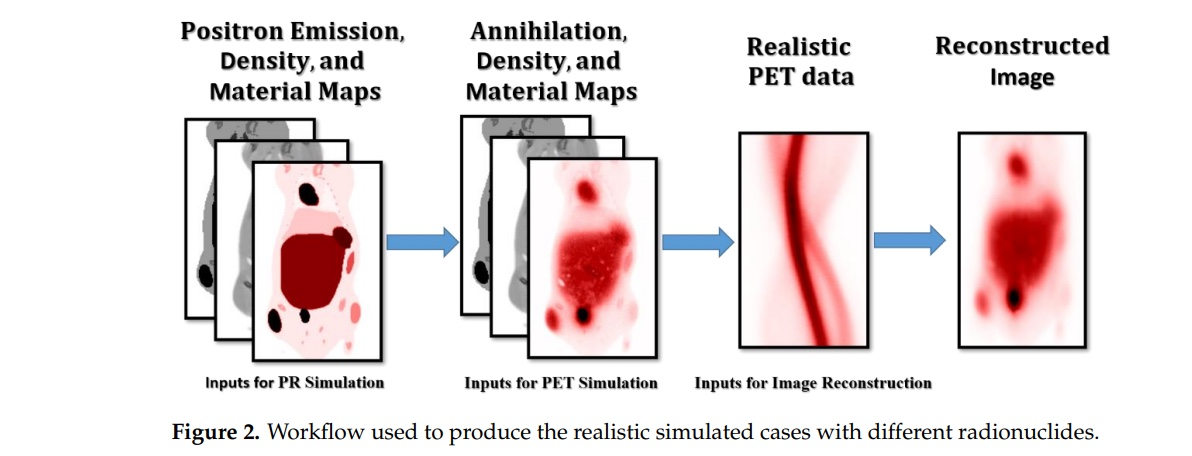 Positron Emission,
Density, and
Material Maps
Annihilation,
Density, and
Material Maps
Realistic
PET data
Reconstructed
Image
Inputs for PR Simulation
Inputs for PET Simulation
Inputs for Image Reconstruction
Figure 2. Workflow used to produce the realistic simulated cases with different radionuclides.